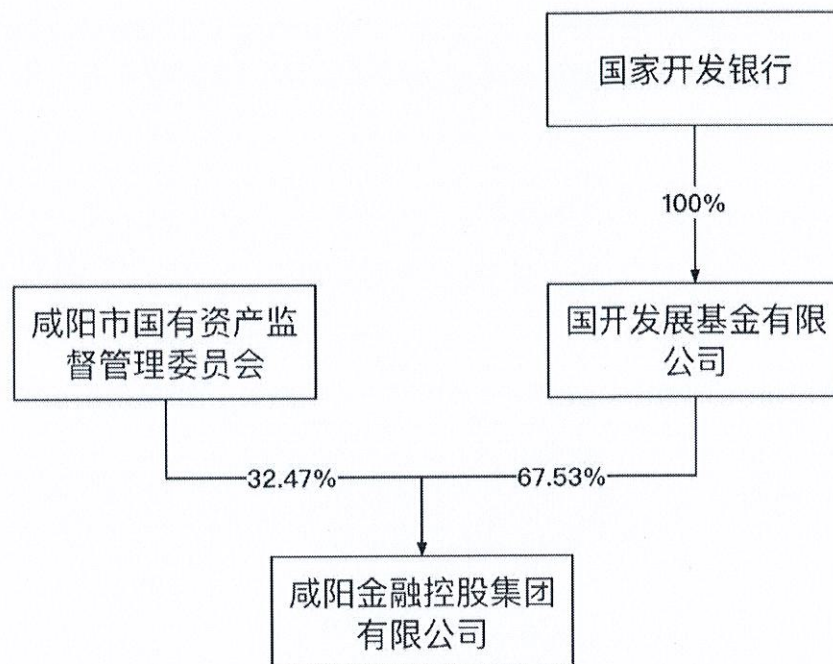 国家开发银行
100%
咸阳市国有资产监
督管理委员会
国开发展基金有限
公司
32.47%
67.53%
咸阳金融控股集团
有限公司